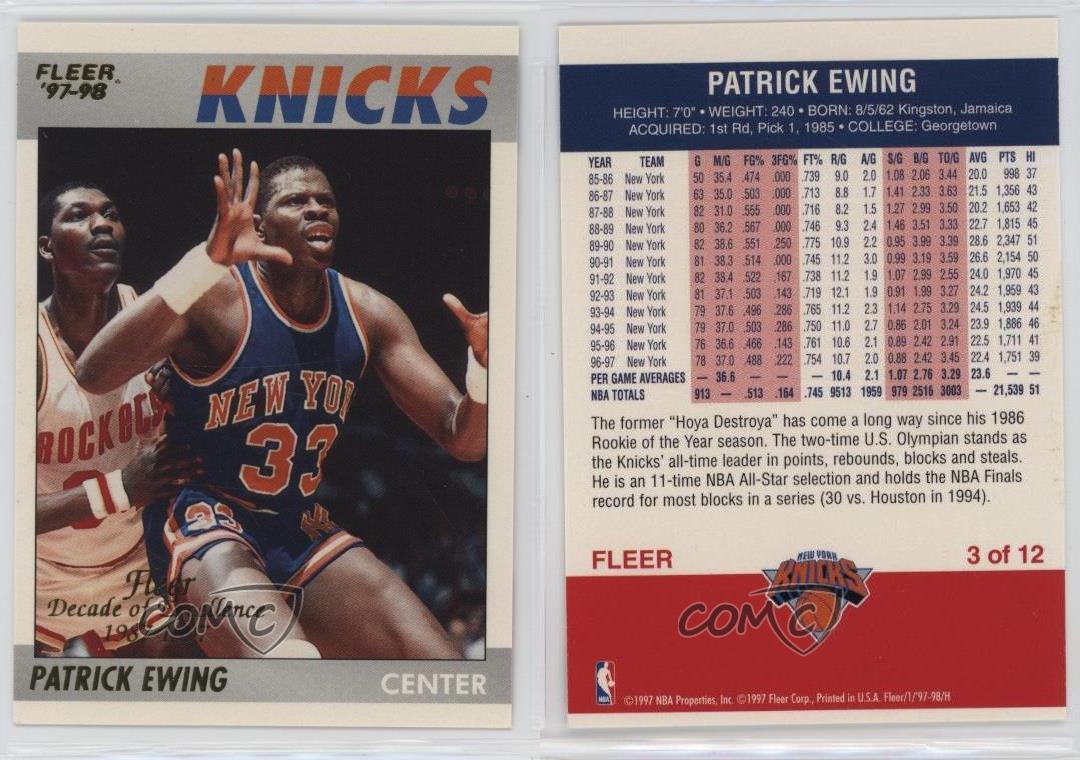 FLEER
'97-98
KNICKS
ROCKETS
NEW YOR
33
33
Fleer
Decade of Excellence
PATRICK EWING
CENTER
PATRICK EWING
HEIGHT: 7'0" • WEIGHT: 240 • BORN: 8/5/62 Kingston, Jamaica
ACQUIRED: 1st Rd, Pick 1, 1985 • COLLEGE: Georgetown
YEAR TEAM G M/G FG% 3FG% FT% R/G A/G S/G B/G TO/G AVG PTS HI
85-86 New York 50 35.4 .474 .000 .739 9.0 2.0 1.08 2.06 3.44 20.0 998 37
86-87 New York 63 35.0 .503 .000 .713 8.8 1.7 1.41 2.33 3.63 21.5 1,356 43
87-88 New York 82 31.0 .555 .000 .716 8.2 1.5 1.27 2.99 3.50 20.2 1,653 42
88-89 New York 80 36.2 .567 .000 .746 9.3 2.4 1.46 3.51 3.33 22.7 1,815 45
89-90 New York 82 38.6 .551 .250 .775 10.9 2.2 0.95 3.99 3.39 28.6 2,347 51
90-91 New York 81 38.3 .514 .000 .745 11.2 3.0 0.99 3.19 3.59 26.6 2,154 50
91-92 New York 82 38.4 .522 .167 .738 11.2 1.9 1.07 2.99 2.55 24.0 1,970 45
92-93 New York 81 37.1 .503 .143 .719 12.1 1.9 0.91 1.99 3.27 24.2 1,959 43
93-94 New York 79 37.6 .496 .286 .765 11.2 2.3 1.14 2.75 3.29 24.5 1,939 44
94-95 New York 79 37.0 .503 .286 .750 11.0 2.7 0.86 2.01 3.24 23.9 1,886 46
95-96 New York 76 36.6 .466 .143 .761 10.6 2.1 0.89 2.42 2.91 22.5 1,711 41
96-97 New York 78 37.0 .488 .222 .754 10.7 2.0 0.88 2.42 3.45 22.4 1,751 39
PER GAME AVERAGES — 36.6 — — — 10.4 2.1 1.07 2.76 3.29 23.6 — —
NBA TOTALS 913 — .513 .164 .745 9513 1959 979 2516 3003 — 21,539 51
The former "Hoya Destroya" has come a long way since his 1986
Rookie of the Year season. The two-time U.S. Olympian stands as
the Knicks' all-time leader in points, rebounds, blocks and steals.
He is an 11-time NBA All-Star selection and holds the NBA Finals
record for most blocks in a series (30 vs. Houston in 1994).
FLEER
3 of 12
NEW YORK
KNICKS
COMC
COMC
NBA
©1997 NBA Properties, Inc. ©1997 Fleer Corp., Printed in U.S.A. Fleer/1/'97-98/H